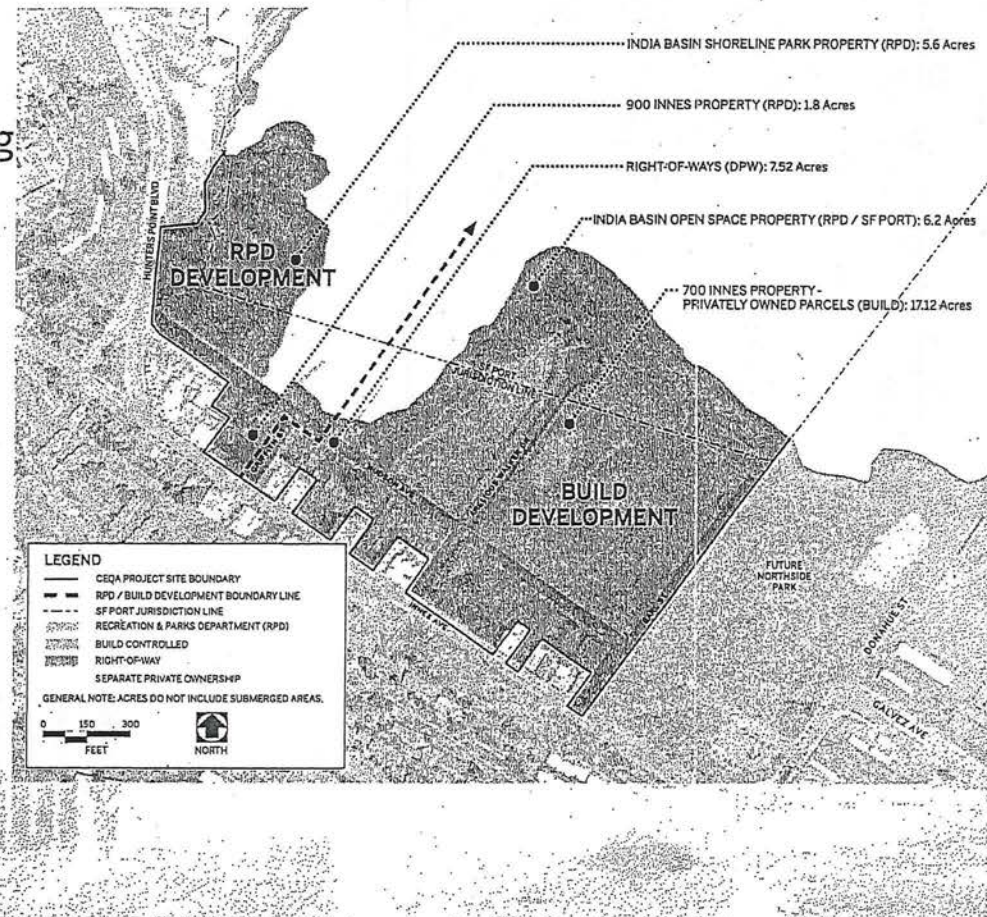 60
INDIA BASIN SHORELINE PARK PROPERTY (RPD): 5.6 Acres
900 INNES PROPERTY (RPD): 1.8 Acres
RIGHT-OF-WAYS (DPW): 7.52 Acres
INDIA BASIN OPEN SPACE PROPERTY (RPD / SF PORT): 6.2 Acres
700 INNES PROPERTY -
PRIVATELY OWNED PARCELS (BUILD): 17.12 Acres
HUNTERS POINT BLVD
RPD
DEVELOPMENT
SF PORT
JURISDICTION LINE
HUDSON AVE
BUILD
DEVELOPMENT
EARL ST
INNES AVE
FUTURE
NORTHSIDE
PARK
DONAHUE ST
GALVEZ AVE
LEGEND
CEQA PROJECT SITE BOUNDARY
RPD / BUILD DEVELOPMENT BOUNDARY LINE
SF PORT JURISDICTION LINE
RECREATION & PARKS DEPARTMENT (RPD)
BUILD CONTROLLED
RIGHT-OF-WAY
SEPARATE PRIVATE OWNERSHIP
GENERAL NOTE: ACRES DO NOT INCLUDE SUBMERGED AREAS.
0 150 300
FEET
NORTH